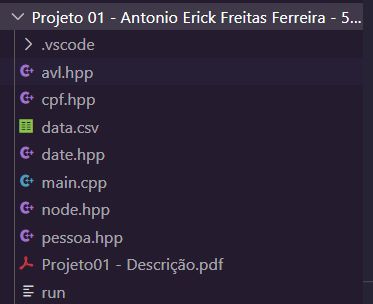 Projeto 01 - Antonio Erick Freitas Ferreira - 5...
.vscode
avl.hpp
cpf.hpp
data.csv
date.hpp
main.cpp
node.hpp
pessoa.hpp
Projeto01 - Descrição.pdf
run